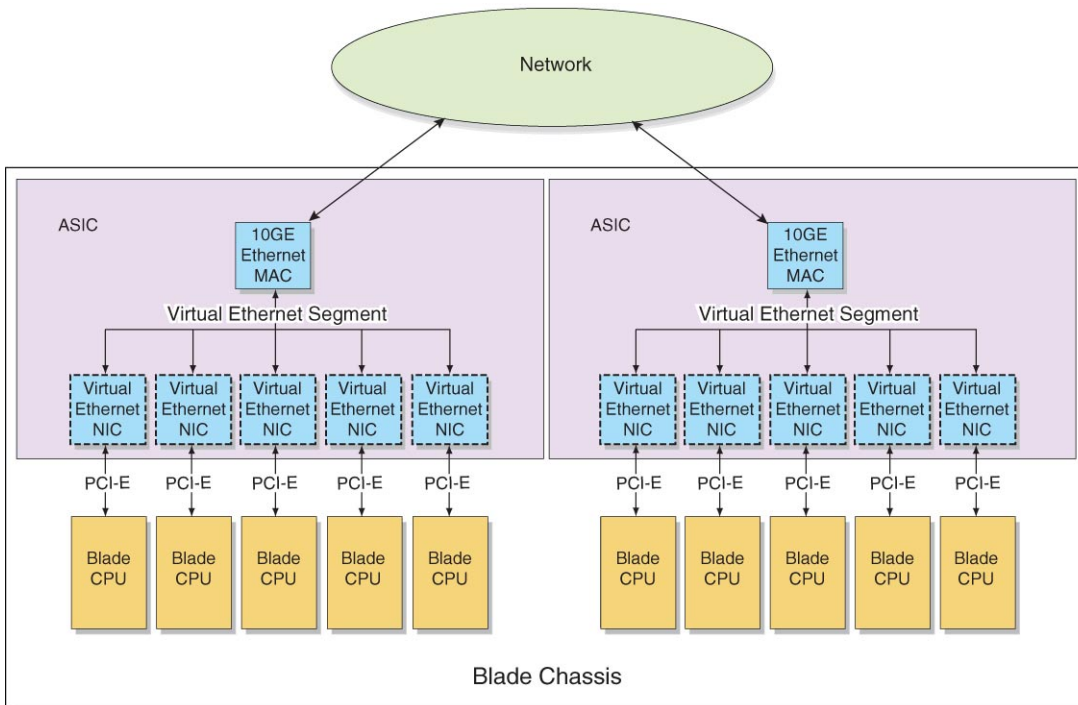 Network
ASIC
ASIC
10GE
Ethernet
MAC
10GE
Ethernet
MAC
Virtual Ethernet Segment
Virtual Ethernet Segment
Virtual
Ethernet
NIC
Virtual
Ethernet
NIC
Virtual
Ethernet
NIC
Virtual
Ethernet
NIC
Virtual
Ethernet
NIC
Virtual
Ethernet
NIC
Virtual
Ethernet
NIC
Virtual
Ethernet
NIC
Virtual
Ethernet
NIC
Virtual
Ethernet
NIC
PCI-E
PCI-E
PCI-E
PCI-E
PCI-E
PCI-E
PCI-E
PCI-E
PCI-E
PCI-E
Blade
CPU
Blade
CPU
Blade
CPU
Blade
CPU
Blade
CPU
Blade
CPU
Blade
CPU
Blade
CPU
Blade
CPU
Blade
CPU
Blade Chassis